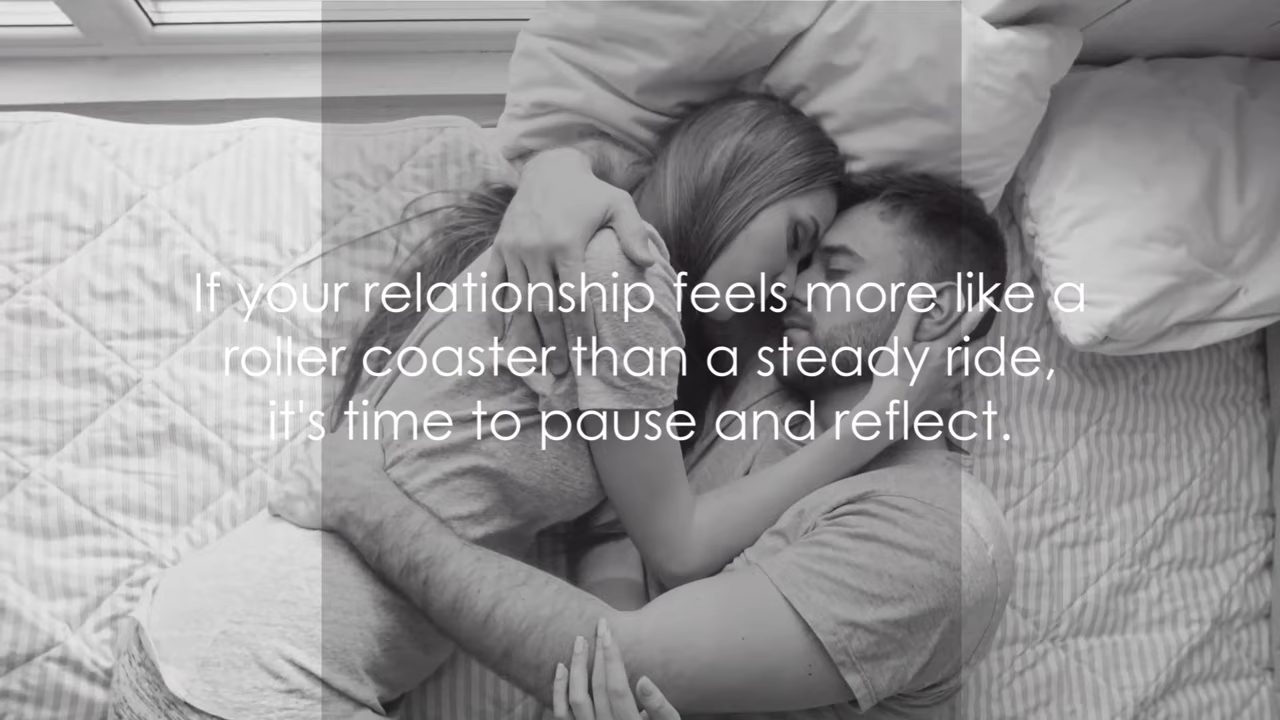 If your relationship feels more like a
roller coaster than a steady ride,
it's time to pause and reflect.